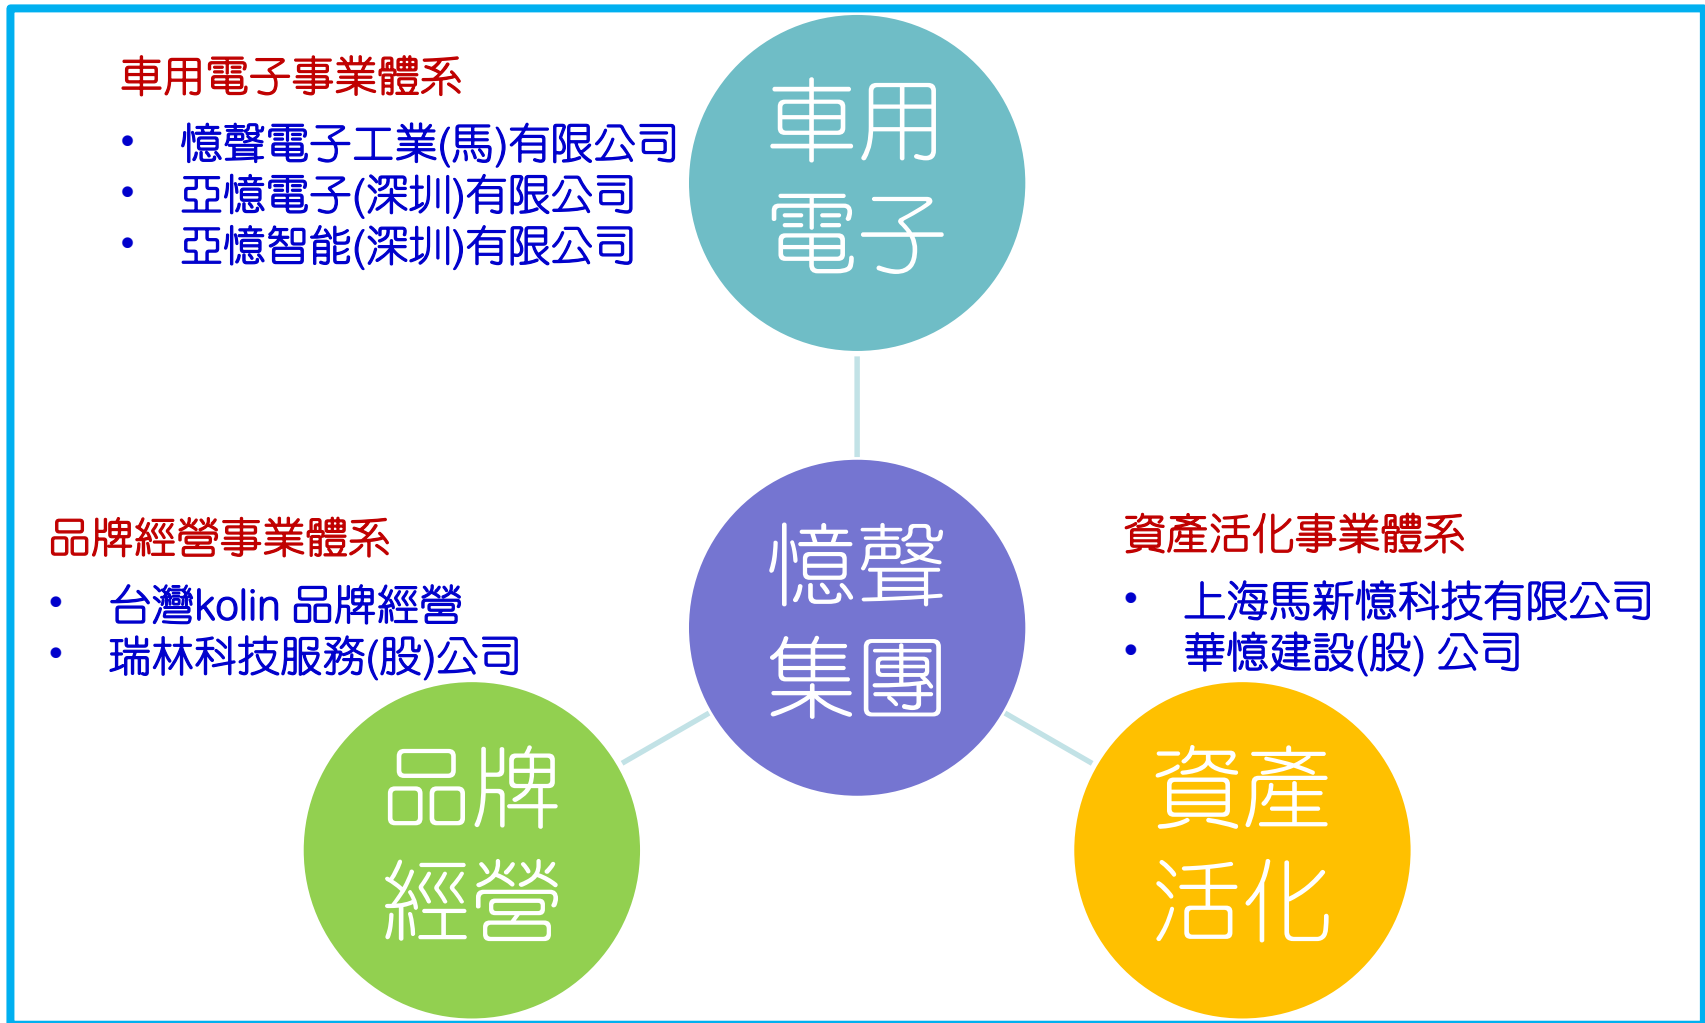 車用電子事業體系
• 憶聲電子工業(馬)有限公司
• 亞憶電子(深圳)有限公司
• 亞憶智能(深圳)有限公司
車用
電子
品牌經營事業體系
• 台灣kolin 品牌經營
• 瑞林科技服務(股)公司
憶聲
集團
資產活化事業體系
• 上海馬新憶科技有限公司
• 華憶建設(股) 公司
品牌
經營
資產
活化